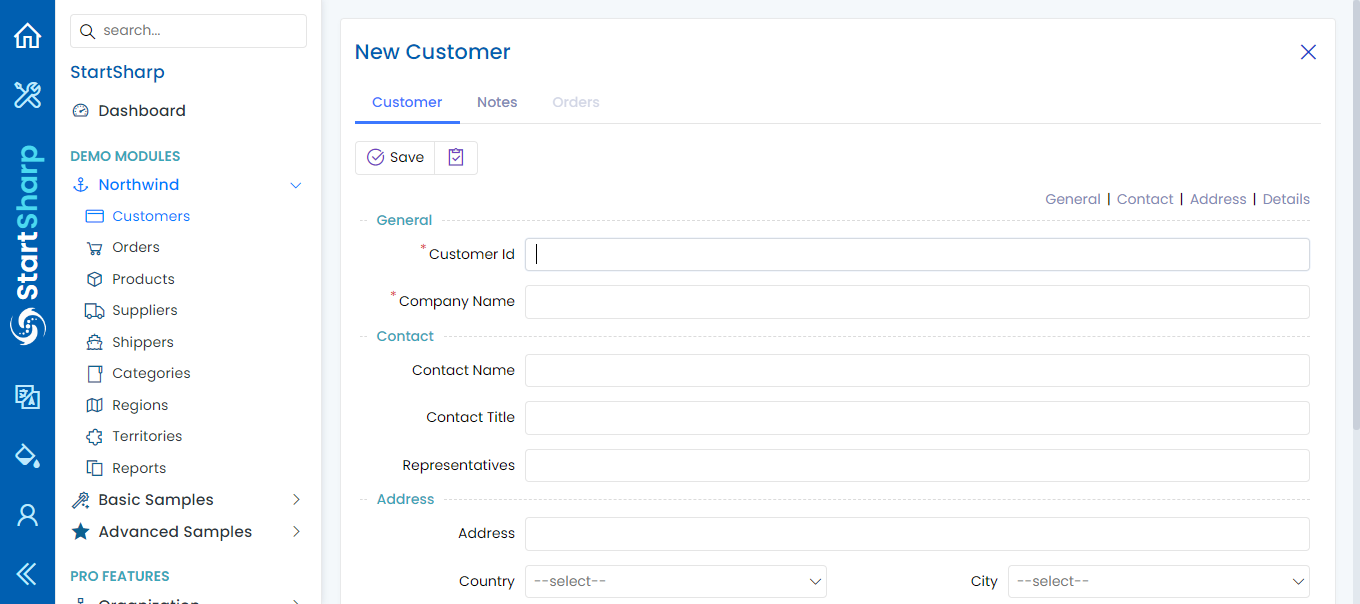 StartSharp
search...
StartSharp
Dashboard
DEMO MODULES
Northwind
Customers
Orders
Products
Suppliers
Shippers
Categories
Regions
Territories
Reports
Basic Samples
Advanced Samples
PRO FEATURES
Organization
New Customer
Customer Notes Orders
Save
General | Contact | Address | Details
General
* Customer Id
* Company Name
Contact
Contact Name
Contact Title
Representatives
Address
Address
Country --select-- City --select--